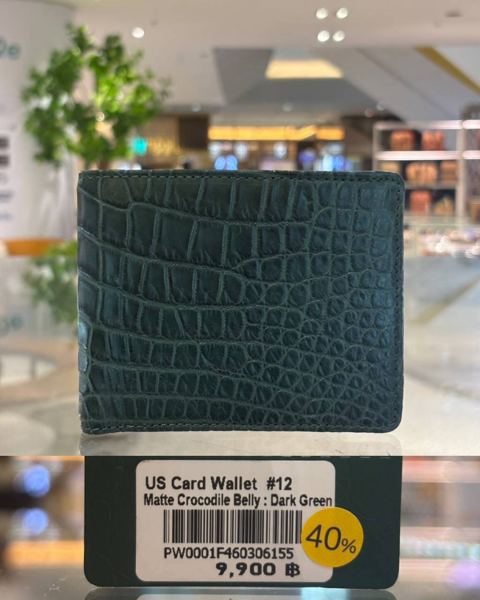 US Card Wallet #12
Matte Crocodile Belly : Dark Green
40%
PW0001F460306155
9,900 ฿